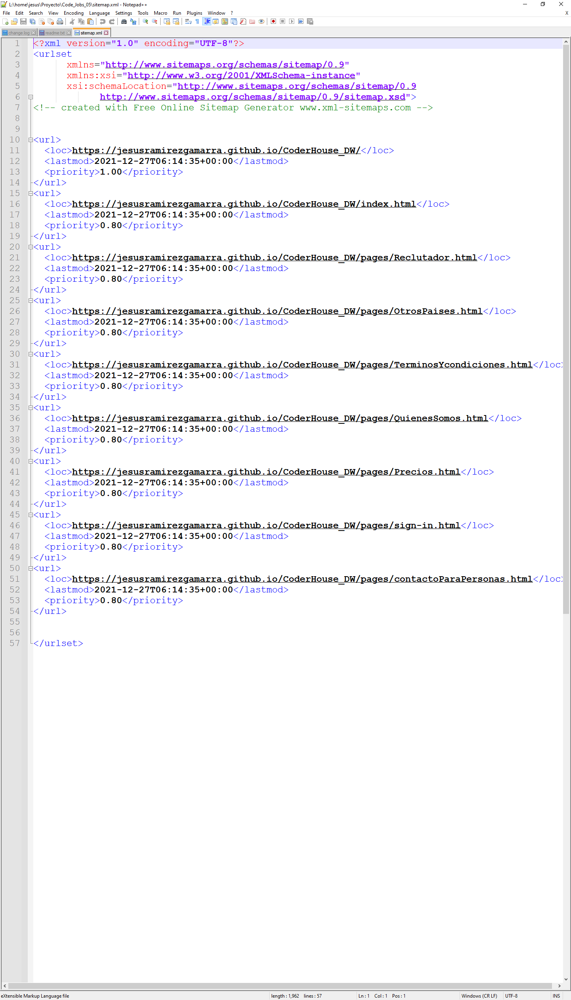 L:\home\jesus\Proyecto\Code_Jobs_05\sitemap.xml - Notepad++
File Edit Search View Encoding Language Settings Tools Macro Run Plugins Window ? X
change.log readme.txt sitemap.xml
1 <?xml version="1.0" encoding="UTF-8"?>
2 <urlset
3 xmlns="http://www.sitemaps.org/schemas/sitemap/0.9"
4 xmlns:xsi="http://www.w3.org/2001/XMLSchema-instance"
5 xsi:schemaLocation="http://www.sitemaps.org/schemas/sitemap/0.9
6 http://www.sitemaps.org/schemas/sitemap/0.9/sitemap.xsd">
7 <!-- created with Free Online Sitemap Generator www.xml-sitemaps.com -->
8
9
10 <url>
11 <loc>https://jesusramirezgamarra.github.io/CoderHouse_DW/</loc>
12 <lastmod>2021-12-27T06:14:35+00:00</lastmod>
13 <priority>1.00</priority>
14 </url>
15 <url>
16 <loc>https://jesusramirezgamarra.github.io/CoderHouse_DW/index.html</loc>
17 <lastmod>2021-12-27T06:14:35+00:00</lastmod>
18 <priority>0.80</priority>
19 </url>
20 <url>
21 <loc>https://jesusramirezgamarra.github.io/CoderHouse_DW/pages/Reclutador.html</loc>
22 <lastmod>2021-12-27T06:14:35+00:00</lastmod>
23 <priority>0.80</priority>
24 </url>
25 <url>
26 <loc>https://jesusramirezgamarra.github.io/CoderHouse_DW/pages/OtrosPaises.html</loc>
27 <lastmod>2021-12-27T06:14:35+00:00</lastmod>
28 <priority>0.80</priority>
29 </url>
30 <url>
31 <loc>https://jesusramirezgamarra.github.io/CoderHouse_DW/pages/TerminosYcondiciones.html</loc>
32 <lastmod>2021-12-27T06:14:35+00:00</lastmod>
33 <priority>0.80</priority>
34 </url>
35 <url>
36 <loc>https://jesusramirezgamarra.github.io/CoderHouse_DW/pages/QuienesSomos.html</loc>
37 <lastmod>2021-12-27T06:14:35+00:00</lastmod>
38 <priority>0.80</priority>
39 </url>
40 <url>
41 <loc>https://jesusramirezgamarra.github.io/CoderHouse_DW/pages/Precios.html</loc>
42 <lastmod>2021-12-27T06:14:35+00:00</lastmod>
43 <priority>0.80</priority>
44 </url>
45 <url>
46 <loc>https://jesusramirezgamarra.github.io/CoderHouse_DW/pages/sign-in.html</loc>
47 <lastmod>2021-12-27T06:14:35+00:00</lastmod>
48 <priority>0.80</priority>
49 </url>
50 <url>
51 <loc>https://jesusramirezgamarra.github.io/CoderHouse_DW/pages/contactoParaPersonas.html</loc>
52 <lastmod>2021-12-27T06:14:35+00:00</lastmod>
53 <priority>0.80</priority>
54 </url>
55
56
57 </urlset>
eXtensible Markup Language file length : 1,962 lines : 57 Ln : 1 Col : 1 Pos : 1 Windows (CR LF) UTF-8 INS